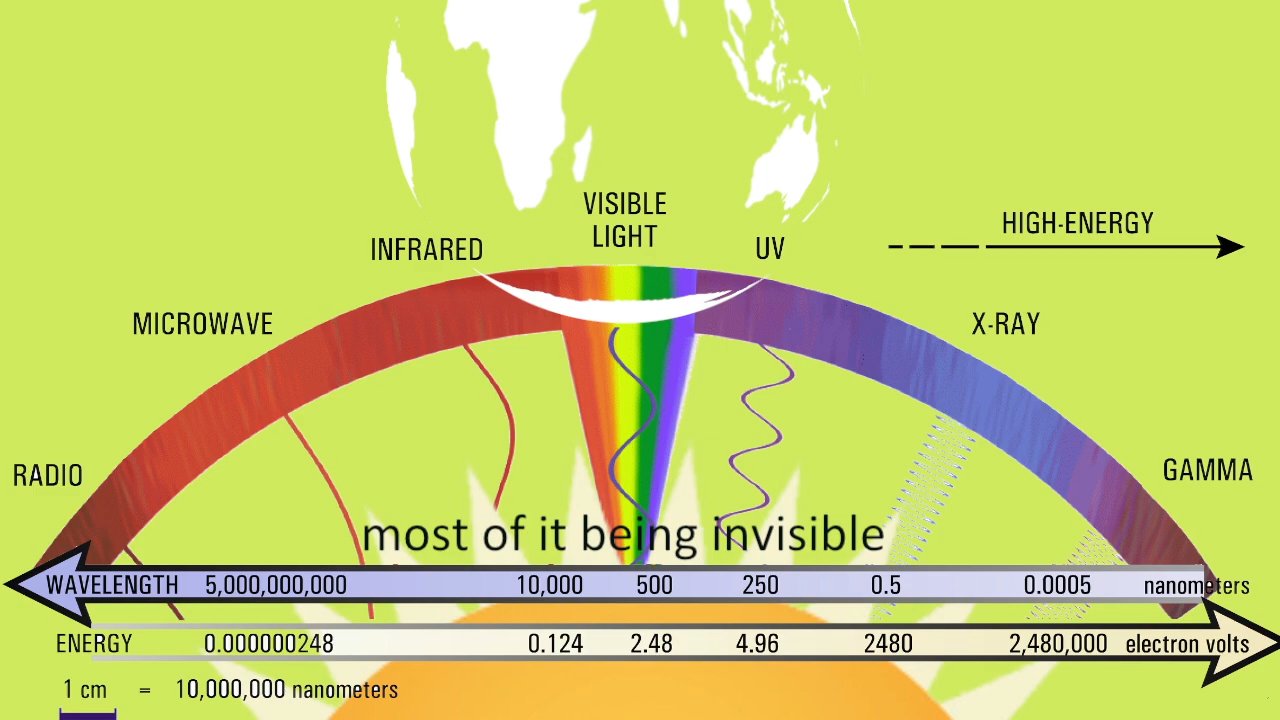 VISIBLE
LIGHT
INFRARED
UV
HIGH-ENERGY
MICROWAVE
X-RAY
RADIO
GAMMA
most of it being invisible
WAVELENGTH 5,000,000,000 10,000 500 250 0.5 0.0005 nanometers
ENERGY 0.000000248 0.124 2.48 4.96 2480 2,480,000 electron volts
1 cm = 10,000,000 nanometers